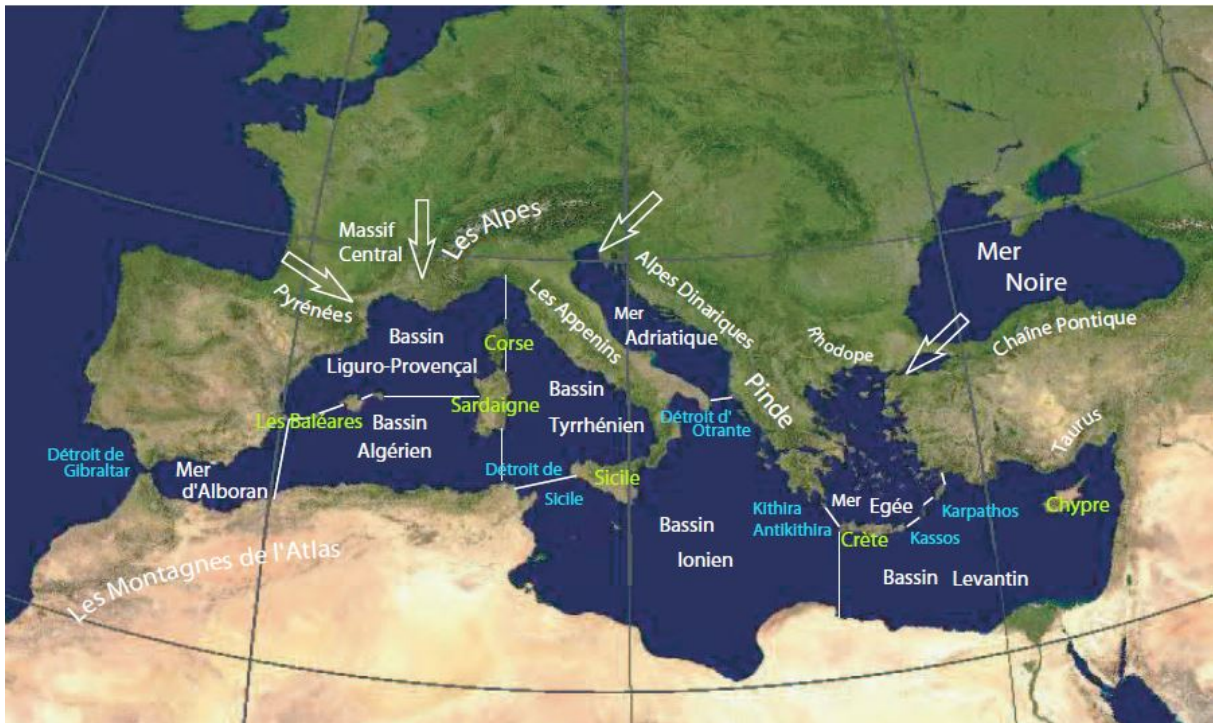 Massif
Central
Les Alpes
Pyrénées
Alpes Dinariques
Les Appenins
Mer
Adriatique
Mer
Noire
Chaîne Pontique
Rhodope
Pinde
Taurus
Bassin
Liguro-Provençal
Corse
Sardaigne
Les Baléares
Bassin
Algérien
Bassin
Tyrrhénien
Détroit d'
Otrante
Détroit de
Gibraltar
Mer
d'Alboran
Détroit de
Sicile
Sicile
Bassin
Ionien
Kithira
Antikithira
Mer Egée
Crète
Karpathos
Kassos
Chypre
Bassin Levantin
Les Montagnes de l'Atlas